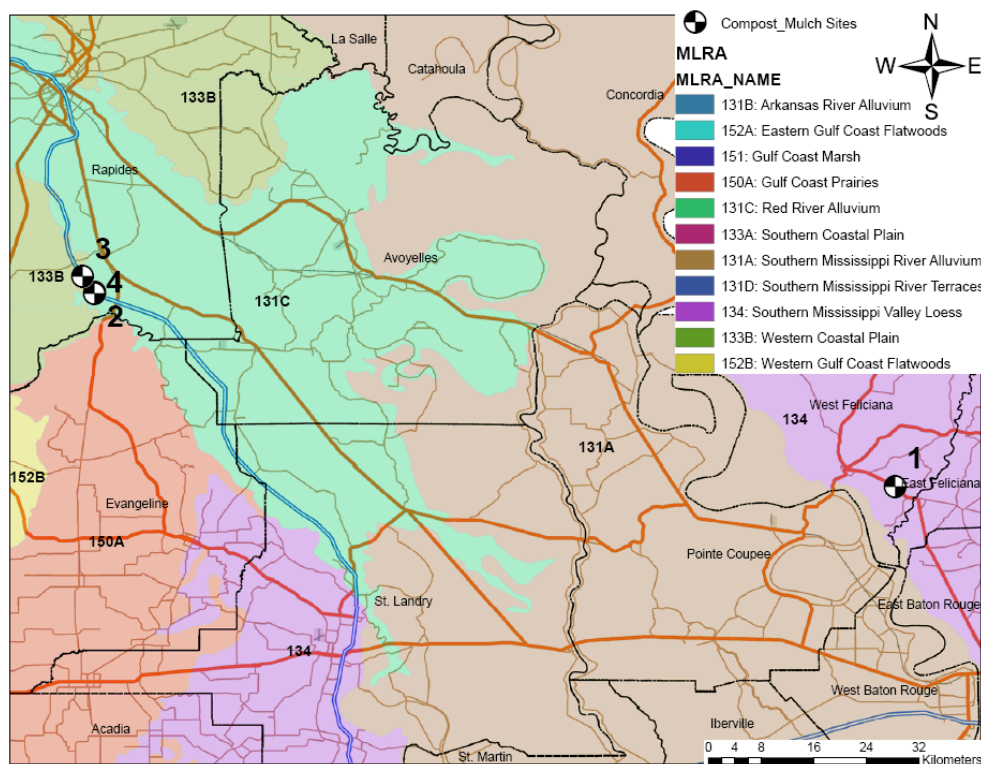 Compost_Mulch Sites
MLRA
MLRA_NAME
131B: Arkansas River Alluvium
152A: Eastern Gulf Coast Flatwoods
151: Gulf Coast Marsh
150A: Gulf Coast Prairies
131C: Red River Alluvium
133A: Southern Coastal Plain
131A: Southern Mississippi River Alluvium
131D: Southern Mississippi River Terraces
134: Southern Mississippi Valley Loess
133B: Western Coastal Plain
152B: Western Gulf Coast Flatwoods
N
W
E
S
La Salle
Catahoula
Concordia
133B
Rapides
Avoyelles
3
133B
4
131C
2
West Feliciana
134
1
East Feliciana
131A
152B
Evangeline
150A
Pointe Coupee
St. Landry
East Baton Rouge
134
West Baton Rouge
Acadia
Iberville
St. Martin
0 4 8 16 24 32
Kilometers